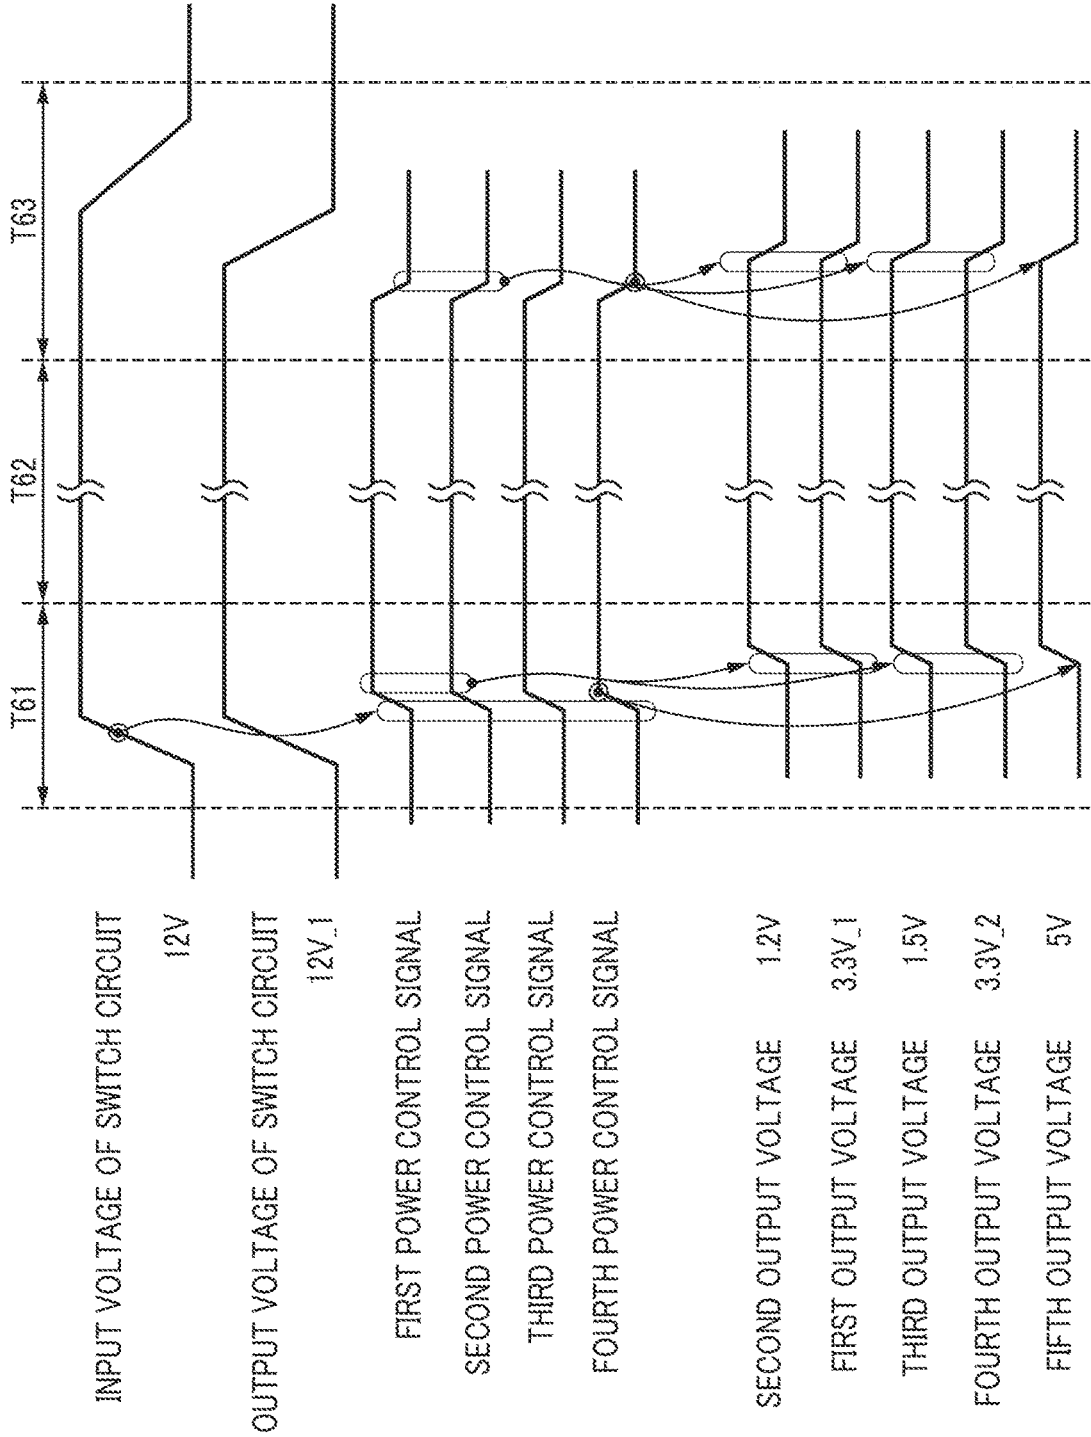 T61 T62 T63
INPUT VOLTAGE OF SWITCH CIRCUIT
12V
OUTPUT VOLTAGE OF SWITCH CIRCUIT
12V_1
FIRST POWER CONTROL SIGNAL
SECOND POWER CONTROL SIGNAL
THIRD POWER CONTROL SIGNAL
FOURTH POWER CONTROL SIGNAL
SECOND OUTPUT VOLTAGE 1.2V
FIRST OUTPUT VOLTAGE 3.3V_1
THIRD OUTPUT VOLTAGE 1.5V
FOURTH OUTPUT VOLTAGE 3.3V_2
FIFTH OUTPUT VOLTAGE 5V